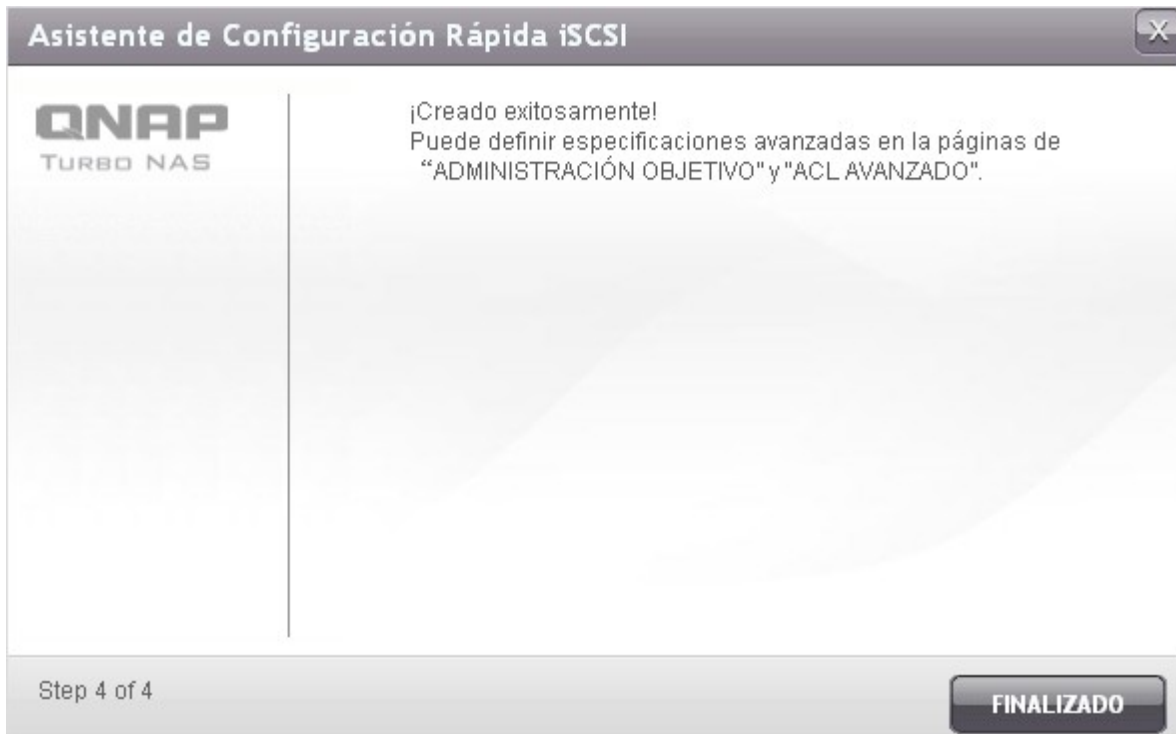 Asistente de Configuración Rápida iSCSI
X
QNAP
TURBO NAS
¡Creado exitosamente!
Puede definir especificaciones avanzadas en la páginas de
“ADMINISTRACIÓN OBJETIVO" y "ACL AVANZADO".
Step 4 of 4
FINALIZADO